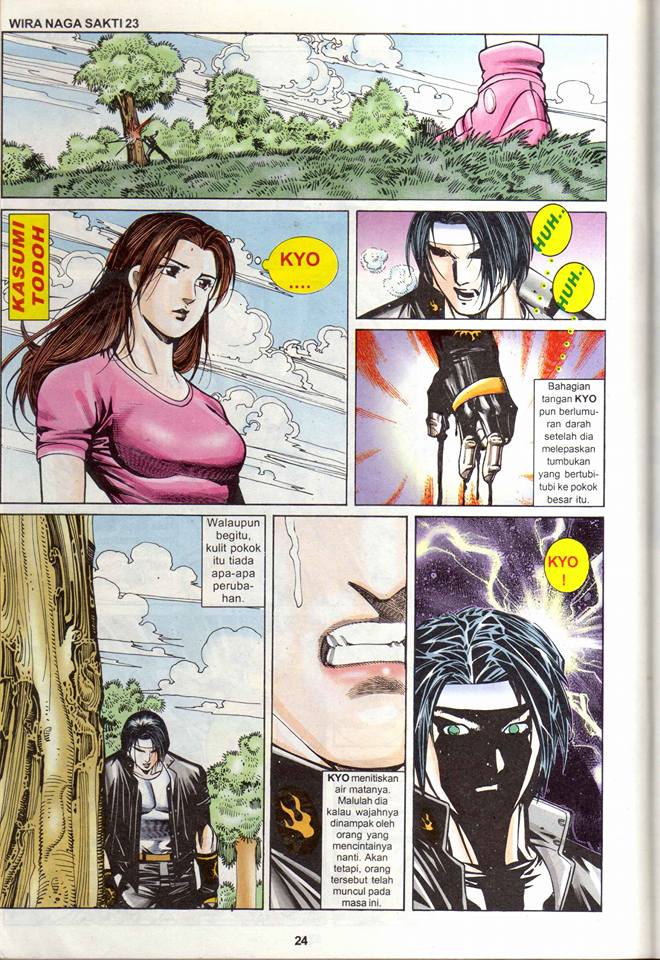 WIRA NAGA SAKTI 23
KASUMI
TODOH
KYO
....
HUH..
HUH..
Bahagian
tangan KYO
pun berlumu-
ran darah
setelah dia
melepaskan
tumbukan
yang bertubi-
tubi ke pokok
besar itu.
Walaupun
begitu,
kulit pokok
itu tiada
apa-apa
peruba-
han.
KYO menitiskan
air matanya.
Malulah dia
kalau wajahnya
dinampak oleh
orang yang
mencintainya
nanti. Akan
tetapi, orang
tersebut telah
muncul pada
masa ini.
KYO
!
24